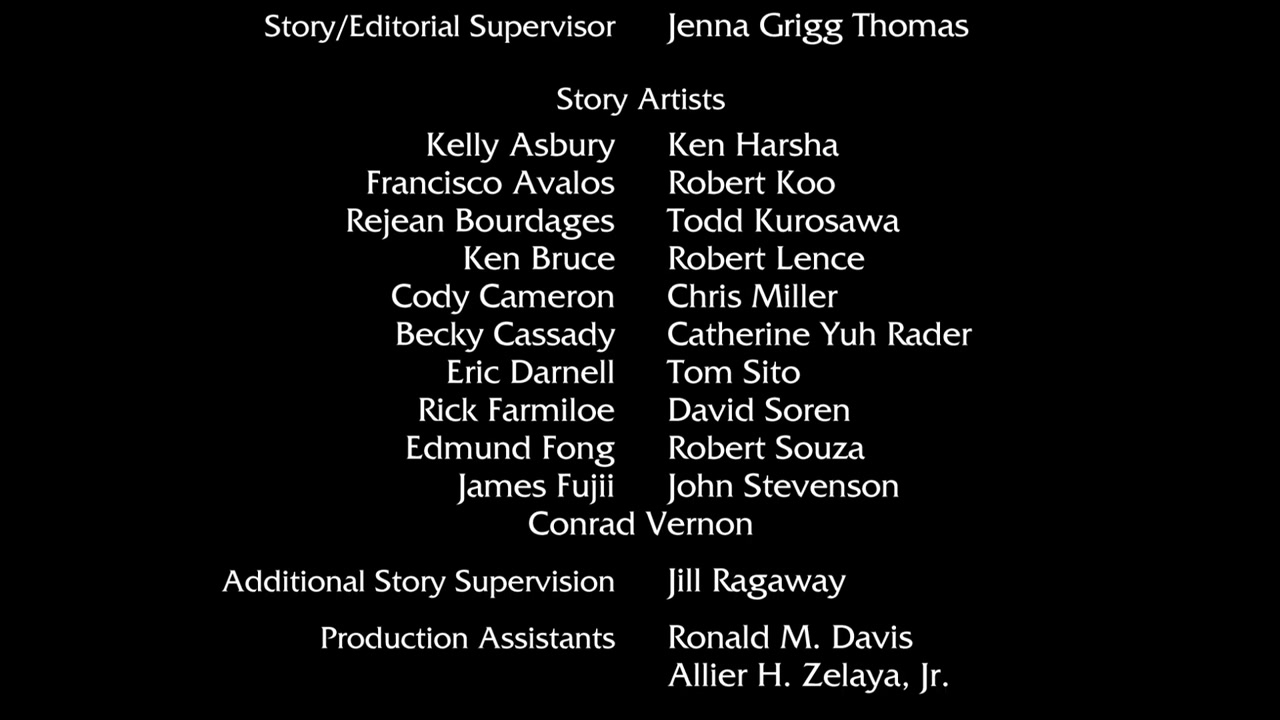 Story/Editorial Supervisor Jenna Grigg Thomas
Story Artists
Kelly Asbury Ken Harsha
Francisco Avalos Robert Koo
Rejean Bourdages Todd Kurosawa
Ken Bruce Robert Lence
Cody Cameron Chris Miller
Becky Cassady Catherine Yuh Rader
Eric Darnell Tom Sito
Rick Farmiloe David Soren
Edmund Fong Robert Souza
James Fujii John Stevenson
Conrad Vernon
Additional Story Supervision Jill Ragaway
Production Assistants Ronald M. Davis
Allier H. Zelaya, Jr.